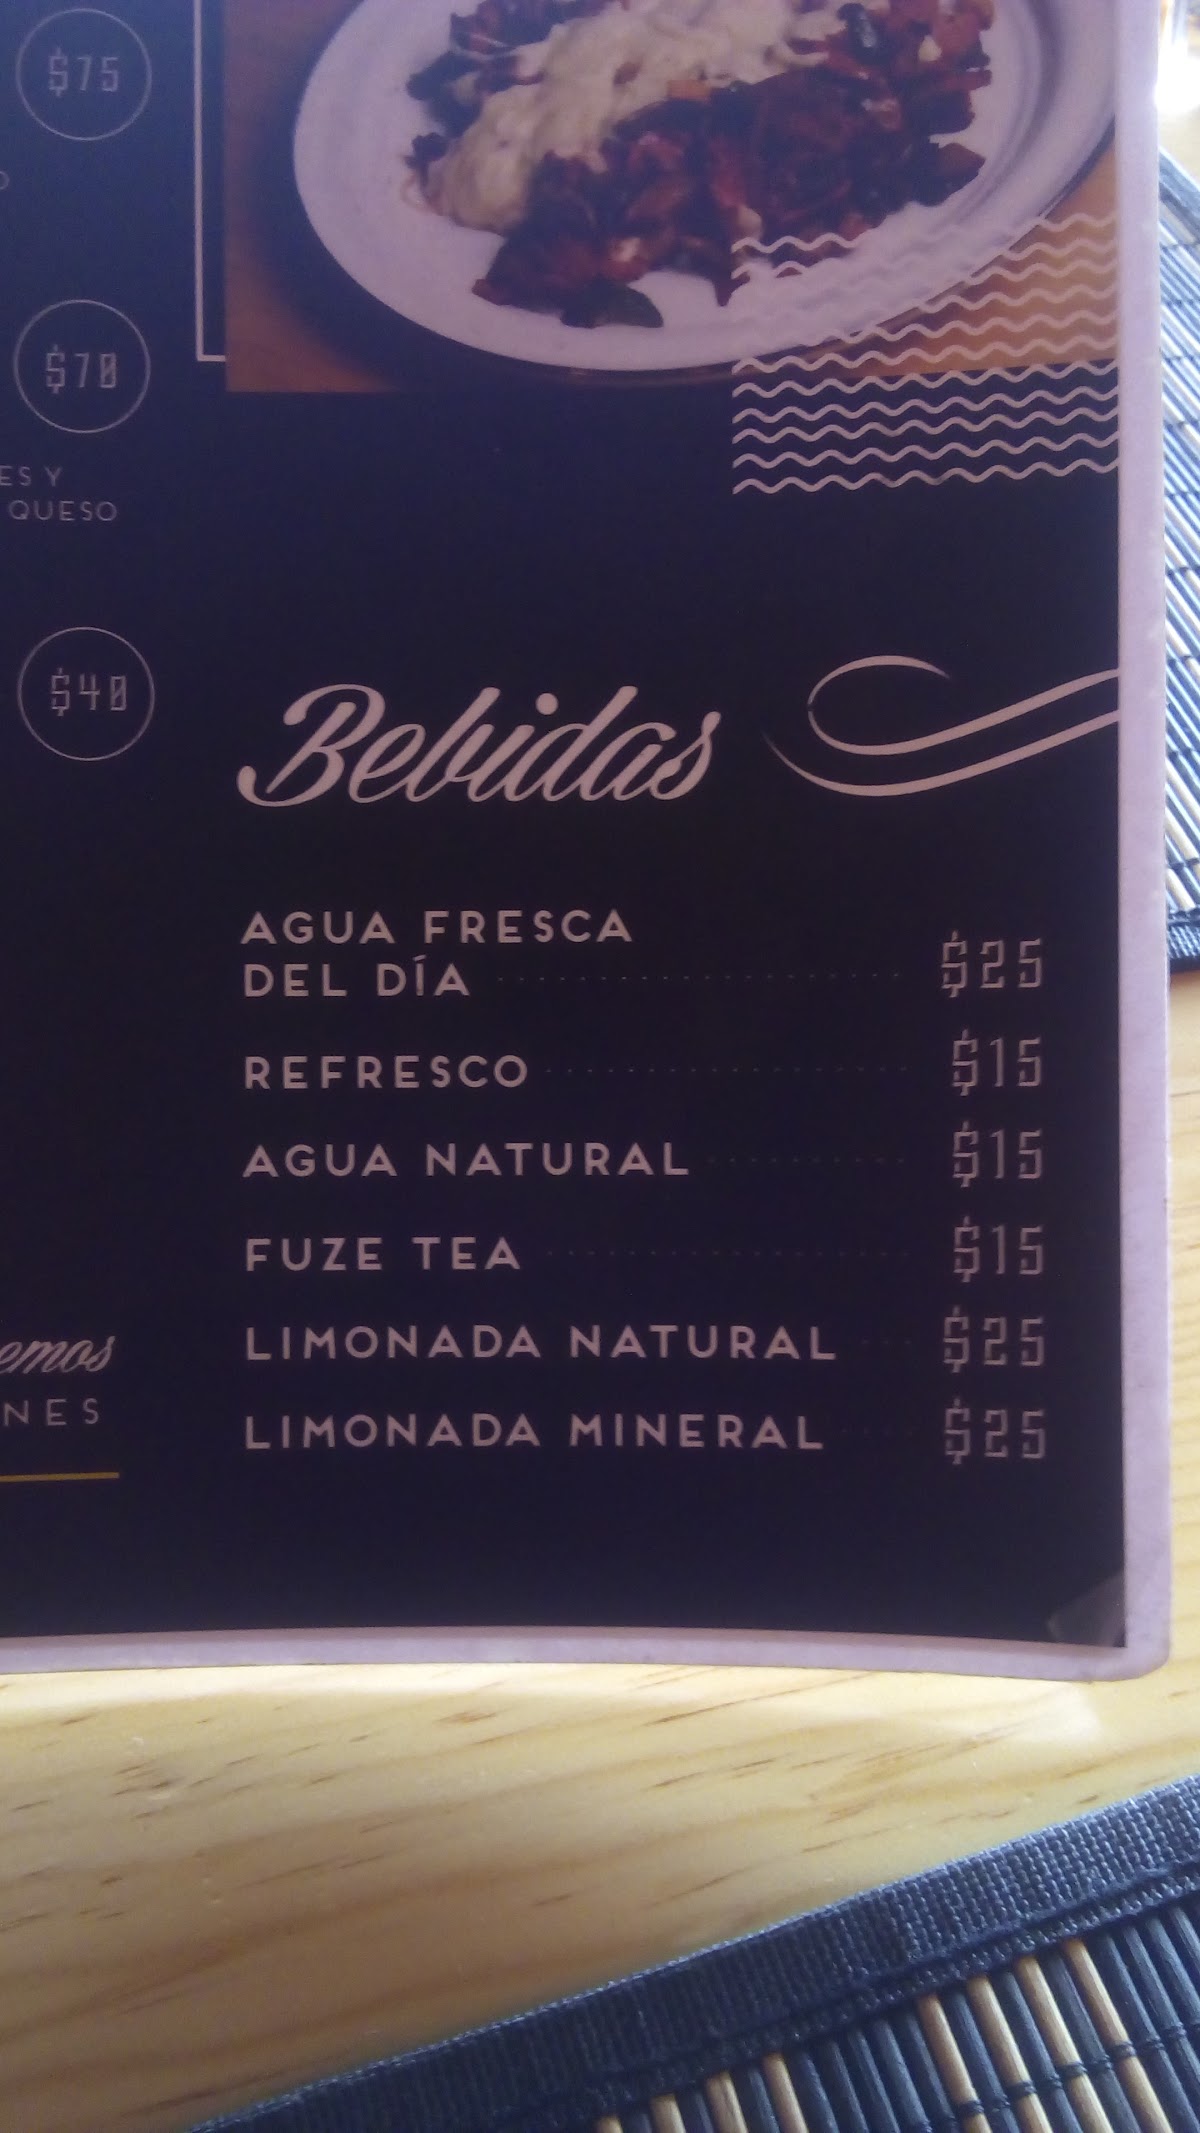 $75
$70
ES Y
QUESO
$40
Bebidas
AGUA FRESCA
DEL DÍA $25
REFRESCO $15
AGUA NATURAL $15
FUZE TEA $15
LIMONADA NATURAL $25
LIMONADA MINERAL $25
emos
NES